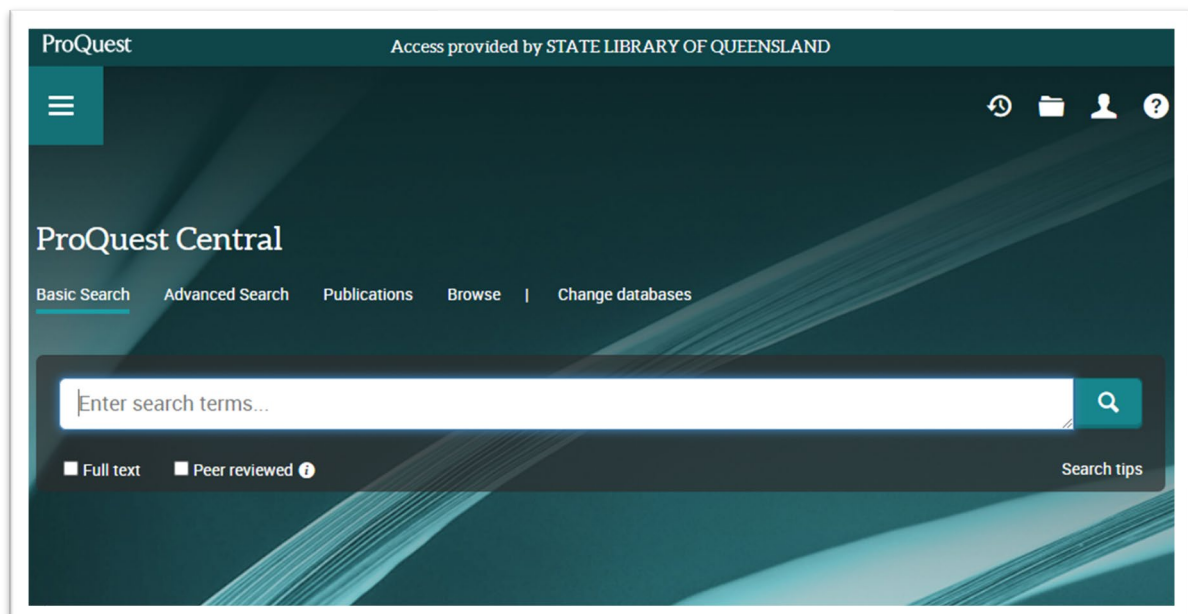 ProQuest
Access provided by STATE LIBRARY OF QUEENSLAND
ProQuest Central
Basic Search Advanced Search Publications Browse | Change databases
Enter search terms...
Full text Peer reviewed
Search tips